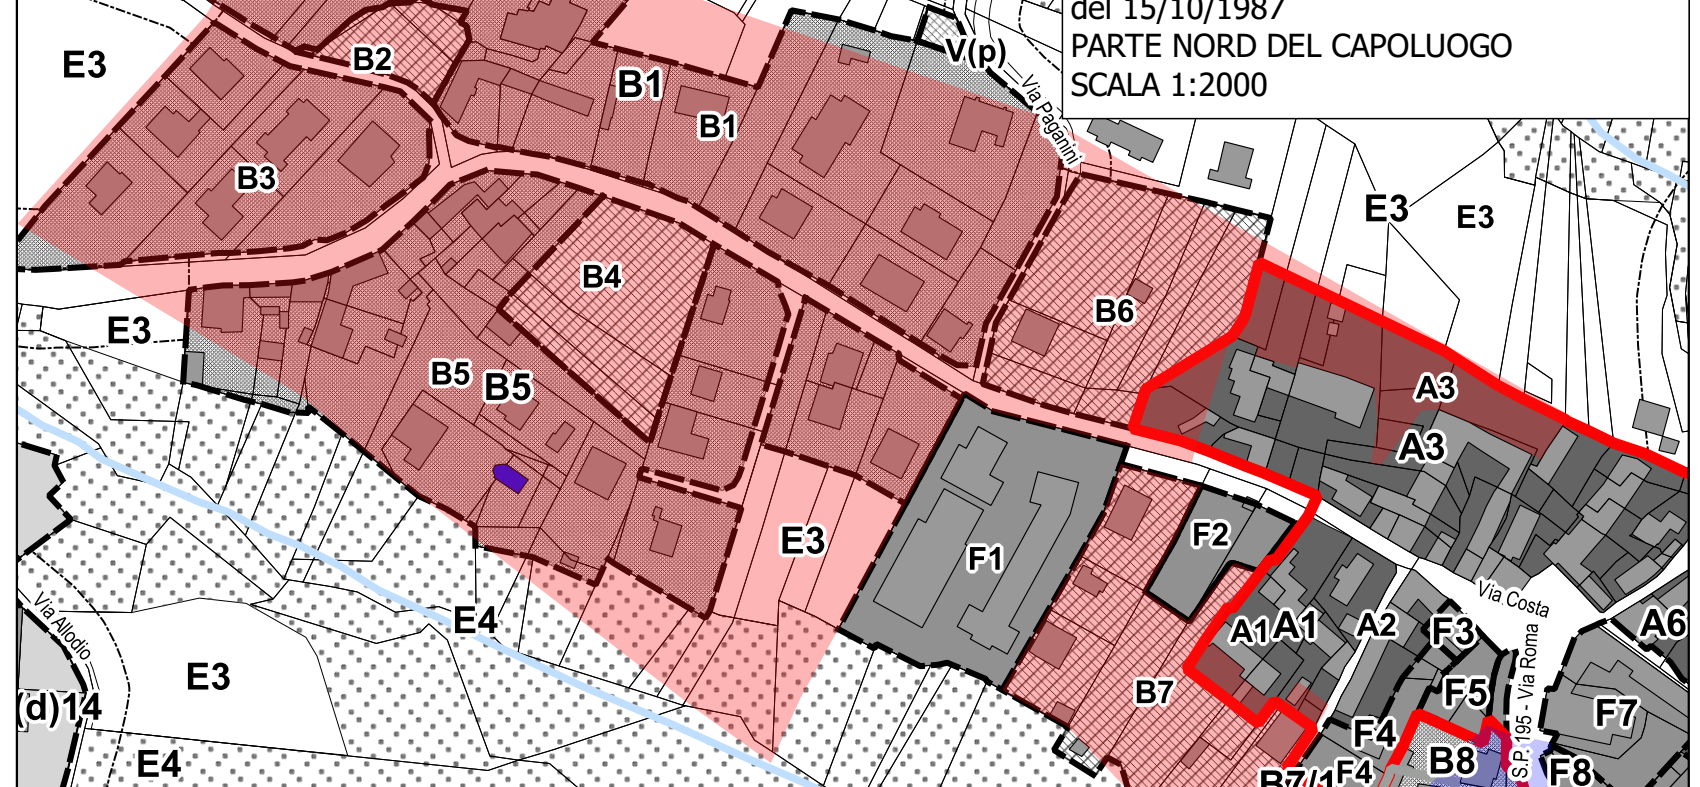 del 15/10/1987
PARTE NORD DEL CAPOLUOGO
SCALA 1:2000
E3
B2
B1
B1
V(p)
Via Paganini
B3
E3
E3
B4
B6
E3
B5
B5
A3
A3
E3
F1
F2
Via Costa
E4
A1
A1
A2
F3
A6
Via Allodio
E3
B7
F5
S.P. 195 - Via Roma
F7
(d)14
F4
E4
B7/1
F4
B8
F8